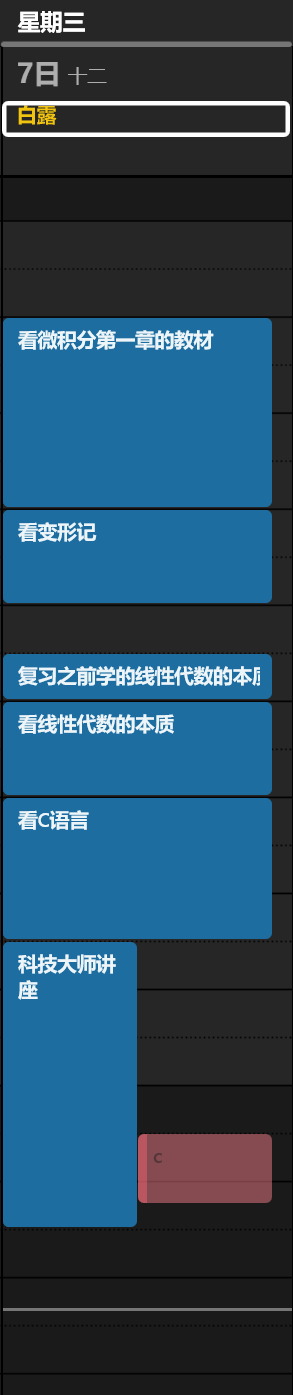 星期三
7日 十二
白露
看微积分第一章的教材
看变形记
复习之前学的线性代数的本
看线性代数的本质
看C语言
科技大师讲
座
C